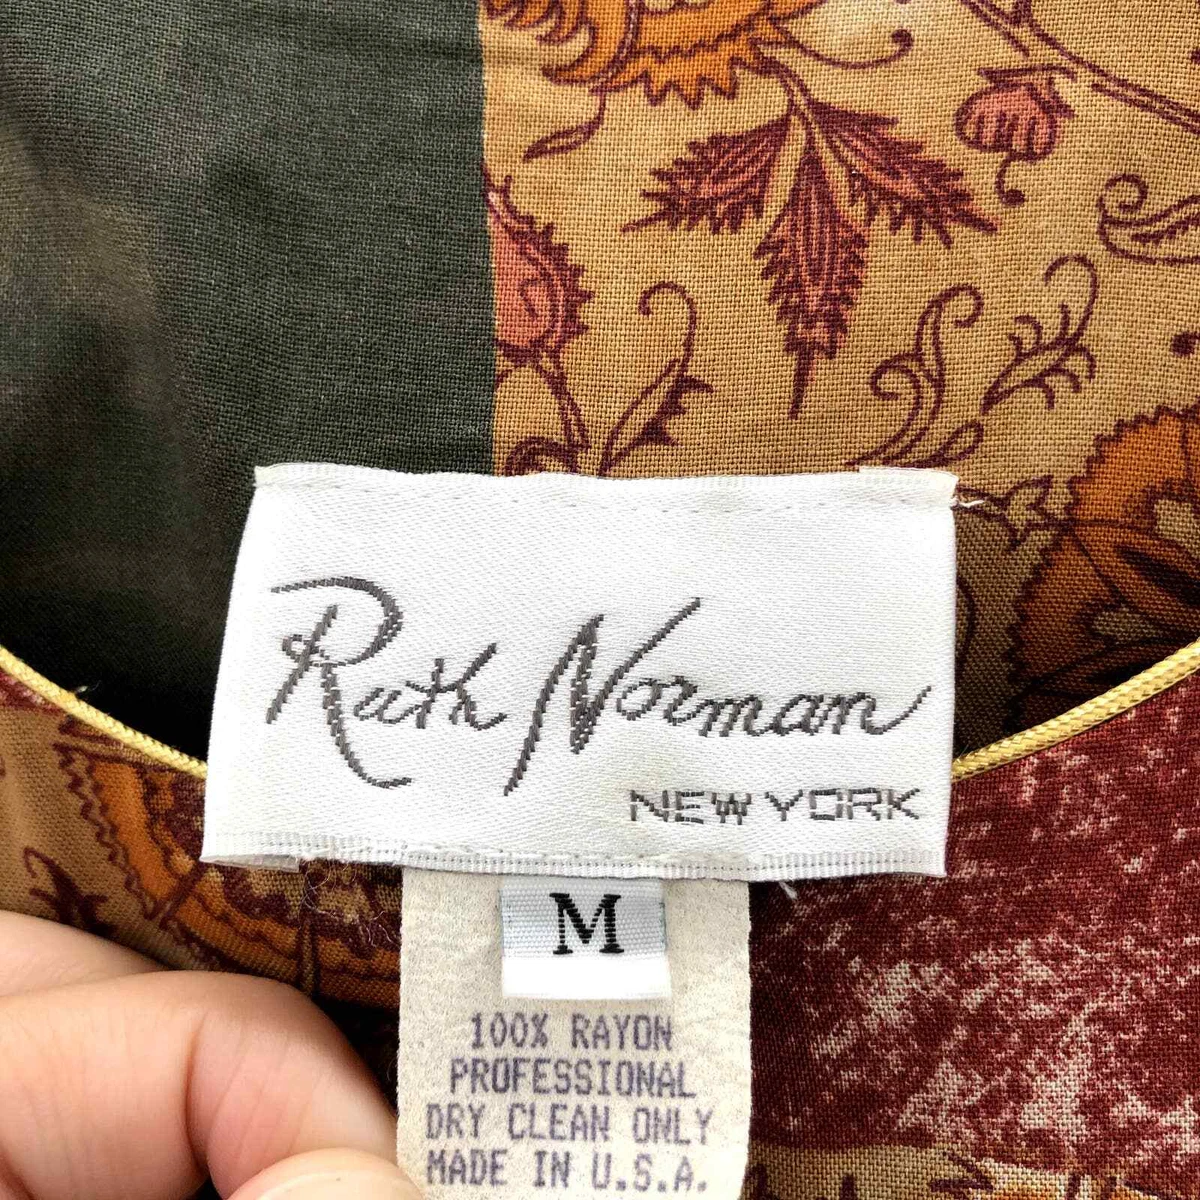 Ruth Norman
NEW YORK
M
100% RAYON
PROFESSIONAL
DRY CLEAN ONLY
MADE IN U.S.A.